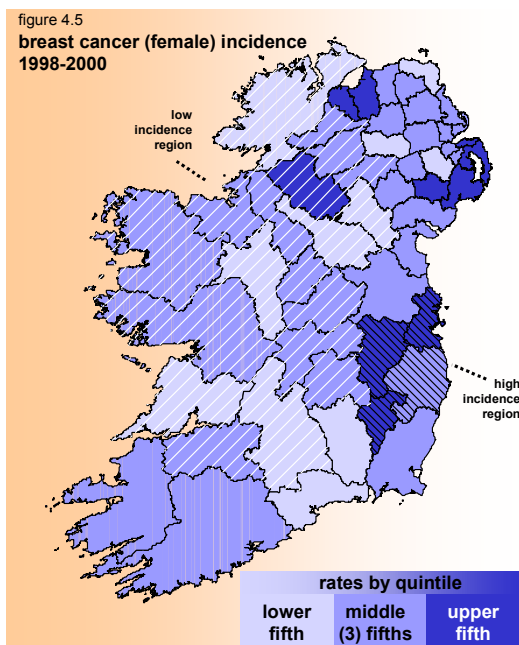 figure 4.5
breast cancer (female) incidence
1998-2000
low
incidence
region
high
incidence
region
rates by quintile
lower
fifth
middle
(3) fifths
upper
fifth